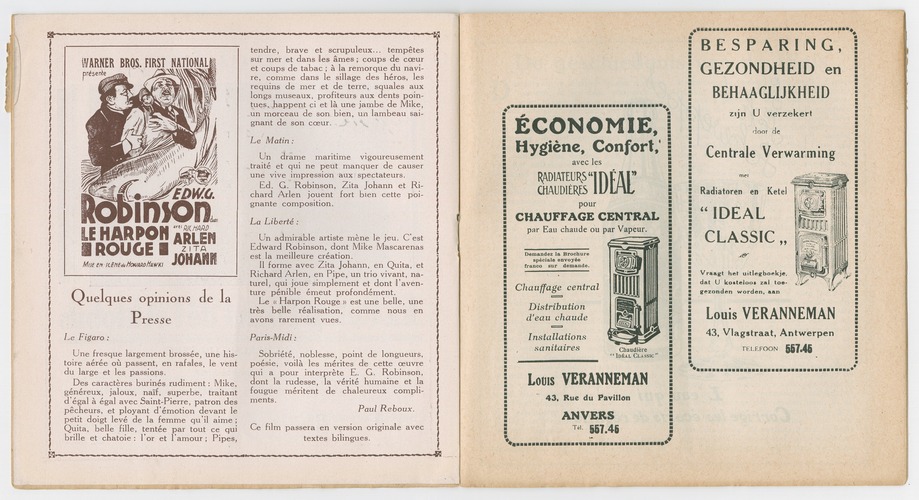 WARNER BROS. FIRST NATIONAL
présente
EDW.G.
ROBINSON
dans
LE HARPON
ROUGE
avec RICHARD
ARLEN
ZITA
JOHANN
MISE EN SCÈNE de HOWARD HAWKS
Quelques opinions de la
Presse
Le Figaro :
Une fresque largement brossée, une his-
toire aérée où passent, en rafales, le vent
du large et les passions.
Des caractères burinés rudiment : Mike,
généreux, jaloux, naïf, superbe, traitant
d'égal à égal avec Saint-Pierre, patron des
pêcheurs, et ployant d'émotion devant le
petit doigt levé de la femme qu'il aime ;
Quita, belle fille, tentée par tout ce qui
brille et chatoie : l'or et l'amour ; Pipes,
tendre, brave et scrupuleux... tempêtes
sur mer et dans les âmes ; coups de cœur
et coups de tabac ; à la remorque du navi-
re, comme dans le sillage des héros, les
requins de mer et de terre, squales aux
longs museaux, profiteurs aux dents poin-
tues, happent ci et là une jambe de Mike,
un morceau de son bien, un lambeau sai-
gnant de son cœur.
Le Matin :
Un drame maritime vigoureusement
traité et qui ne peut manquer de causer
une vive impression aux spectateurs.
Ed. G. Robinson, Zita Johann et Ri-
chard Arlen jouent fort bien cette poi-
gnante composition.
La Liberté :
Un admirable artiste mène le jeu. C'est
Edward Robinson, dont Mike Mascarenas
est la meilleure création.
Il forme avec Zita Johann, en Quita, et
Richard Arlen, en Pipe, un trio vivant, na-
turel, qui joue simplement et dont l'aven-
ture pénible émeut profondément.
Le « Harpon Rouge » est une belle, une
très belle réalisation, comme nous en
avons rarement vues.
Paris-Midi :
Sobriété, noblesse, point de longueurs,
poésie, voilà les mérites de cette œuvre
qui a pour interprète E. G. Robinson,
dont la rudesse, la vérité humaine et la
fougue méritent de chaleureux compli-
ments.
Paul Reboux.
Ce film passera en version originale avec
textes bilingues.
ÉCONOMIE,
Hygiène, Confort,
avec les
RADIATEURS
CHAUDIÈRES "IDÉAL"
pour
CHAUFFAGE CENTRAL
par Eau chaude ou par Vapeur.
Demandez la Brochure
spéciale envoyée
franco sur demande.
Chauffage central
Distribution
d'eau chaude
Installations
sanitaires
Chaudière
"IDEAL CLASSIC"
Louis VERANNEMAN
43, Rue du Pavillon
ANVERS
Tél. 557.46
BESPARING,
GEZONDHEID en
BEHAAGLIJKHEID
zijn U verzekert
door de
Centrale Verwarming
met
Radiatoren en Ketel
"IDEAL
CLASSIC„
Vraagt het uitlegboekje,
dat U kosteloos zal toe-
gezonden worden, aan
Louis VERANNEMAN
43, Vlagstraat, Antwerpen
TELEFOON 557.46